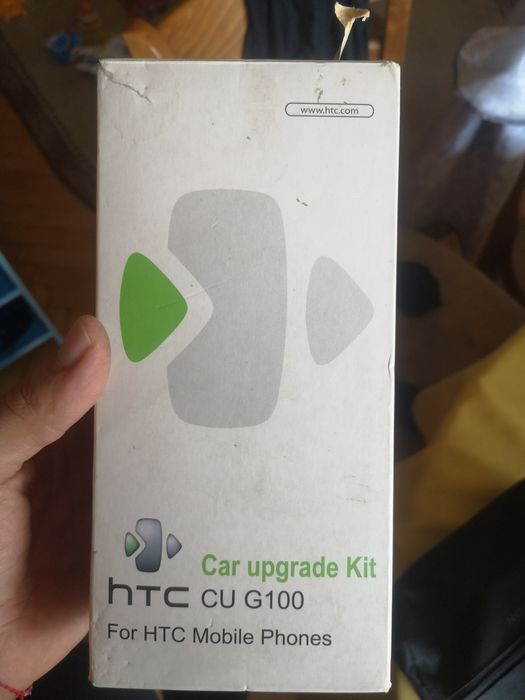 www.htc.com
Car upgrade Kit
hTC CU G100
For HTC Mobile Phones